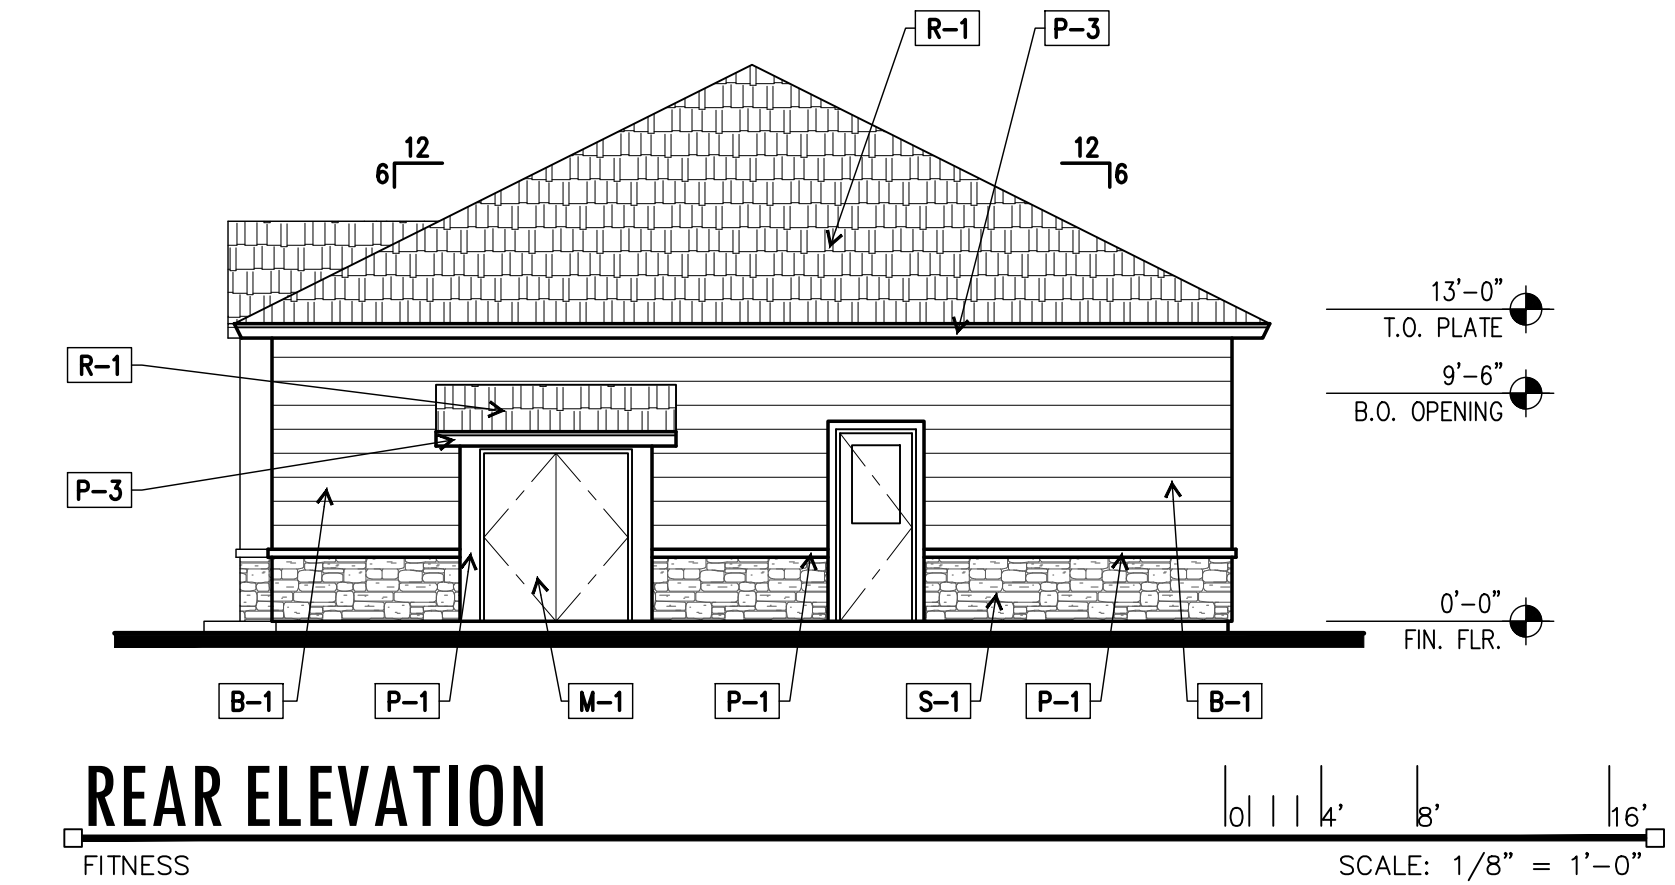 R-1
P-3
12
6
12
6
13'-0"
T.O. PLATE
R-1
9'-6"
B.O. OPENING
P-3
0'-0"
FIN. FLR.
B-1
P-1
M-1
P-1
S-1
P-1
B-1
REAR ELEVATION
0 4' 8' 16'
FITNESS
SCALE: 1/8" = 1'-0"